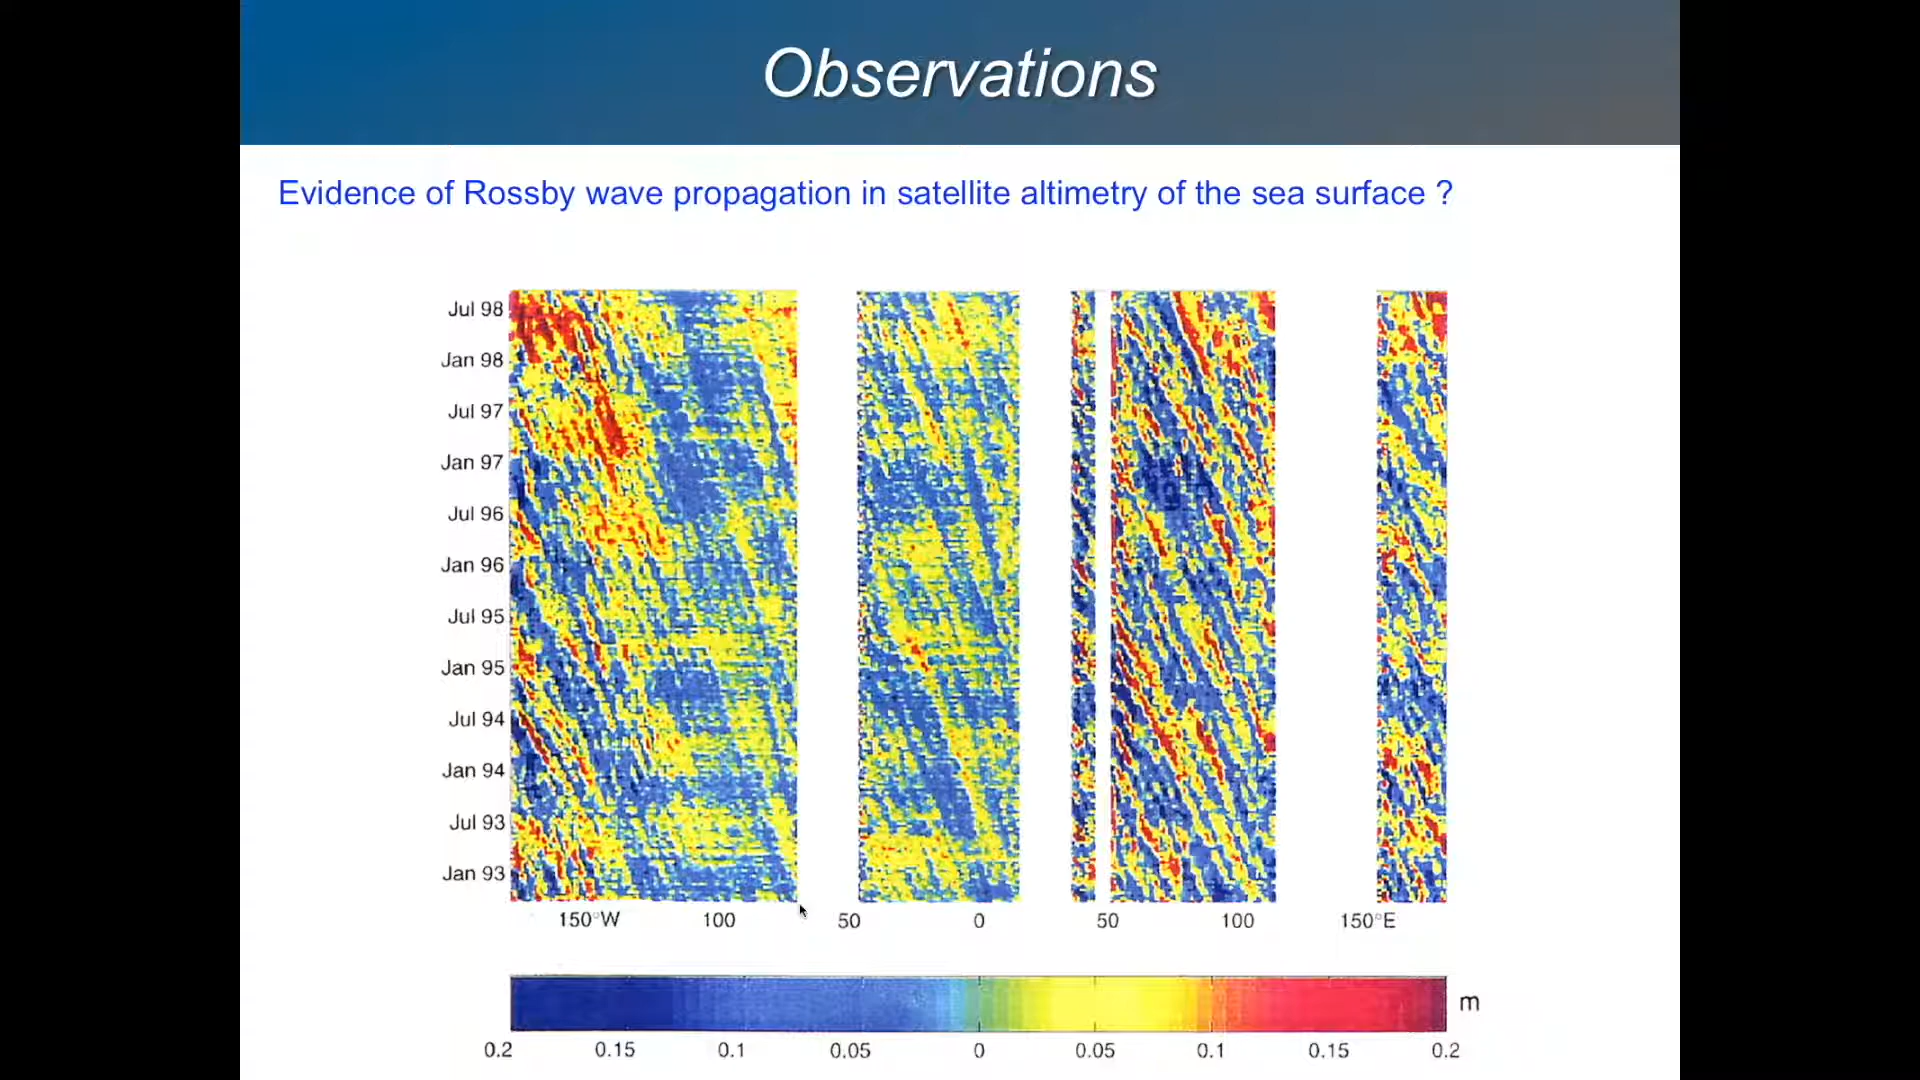 Observations
Evidence of Rossby wave propagation in satellite altimetry of the sea surface ?
Jul 98
Jan 98
Jul 97
Jan 97
Jul 96
Jan 96
Jul 95
Jan 95
Jul 94
Jan 94
Jul 93
Jan 93
150°W 100 50 0 50 100 150°E
m
0.2 0.15 0.1 0.05 0 0.05 0.1 0.15 0.2